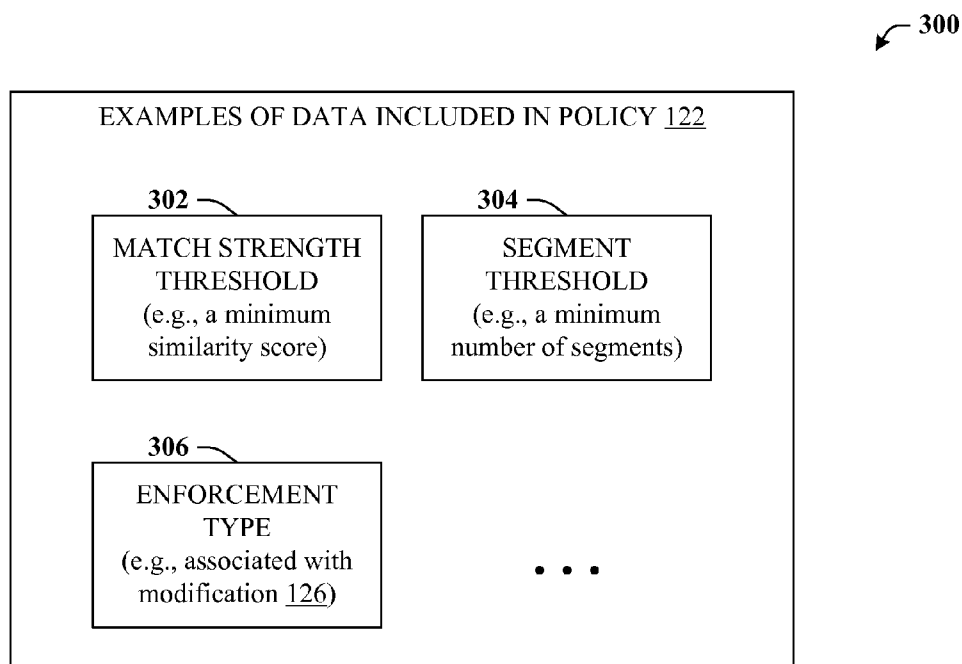 300
EXAMPLES OF DATA INCLUDED IN POLICY 122
302
MATCH STRENGTH
THRESHOLD
(e.g., a minimum
similarity score)
304
SEGMENT
THRESHOLD
(e.g., a minimum
number of segments)
306
ENFORCEMENT
TYPE
(e.g., associated with
modification 126)
• • •